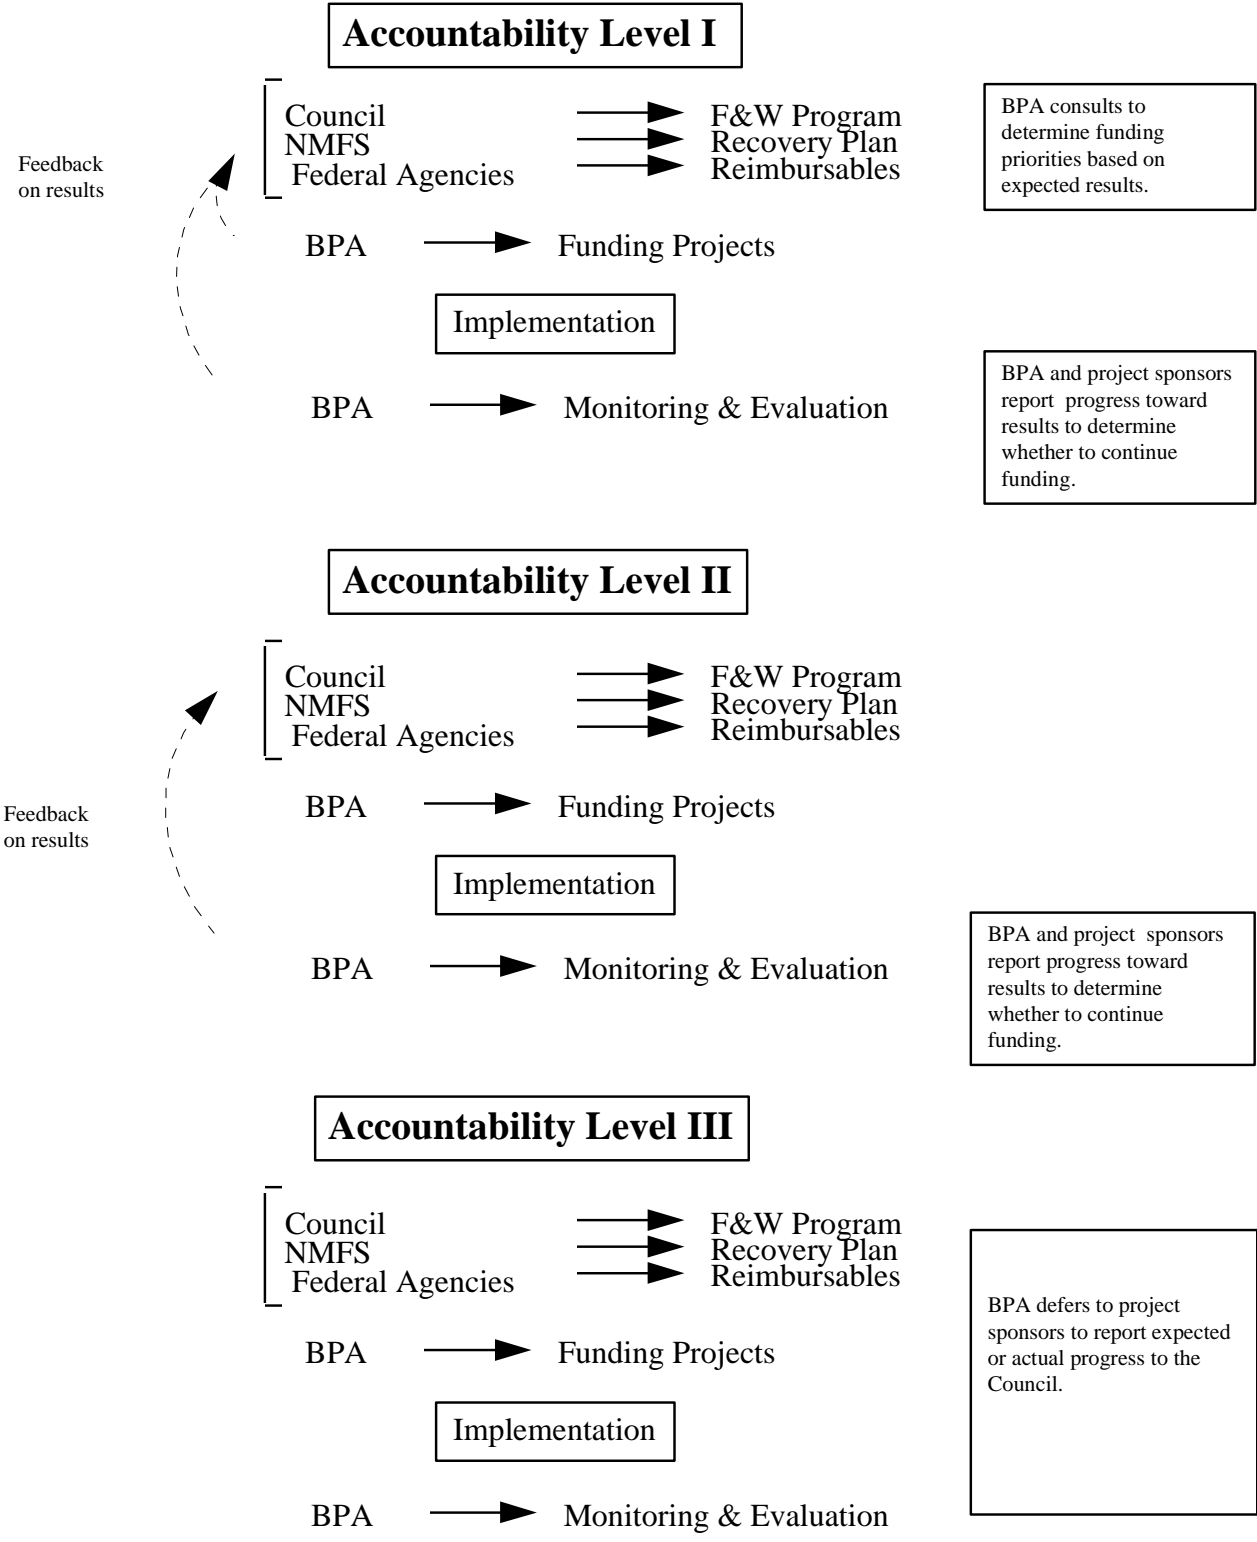 Accountability Level I
Council F&W Program
NMFS Recovery Plan
Federal Agencies Reimbursables
BPA consults to
determine funding
priorities based on
expected results.
Feedback
on results
BPA Funding Projects
Implementation
BPA Monitoring & Evaluation
BPA and project sponsors
report progress toward
results to determine
whether to continue
funding.
Accountability Level II
Council F&W Program
NMFS Recovery Plan
Federal Agencies Reimbursables
BPA Funding Projects
Feedback
on results
Implementation
BPA Monitoring & Evaluation
BPA and project sponsors
report progress toward
results to determine
whether to continue
funding.
Accountability Level III
Council F&W Program
NMFS Recovery Plan
Federal Agencies Reimbursables
BPA defers to project
sponsors to report expected
or actual progress to the
Council.
BPA Funding Projects
Implementation
BPA Monitoring & Evaluation